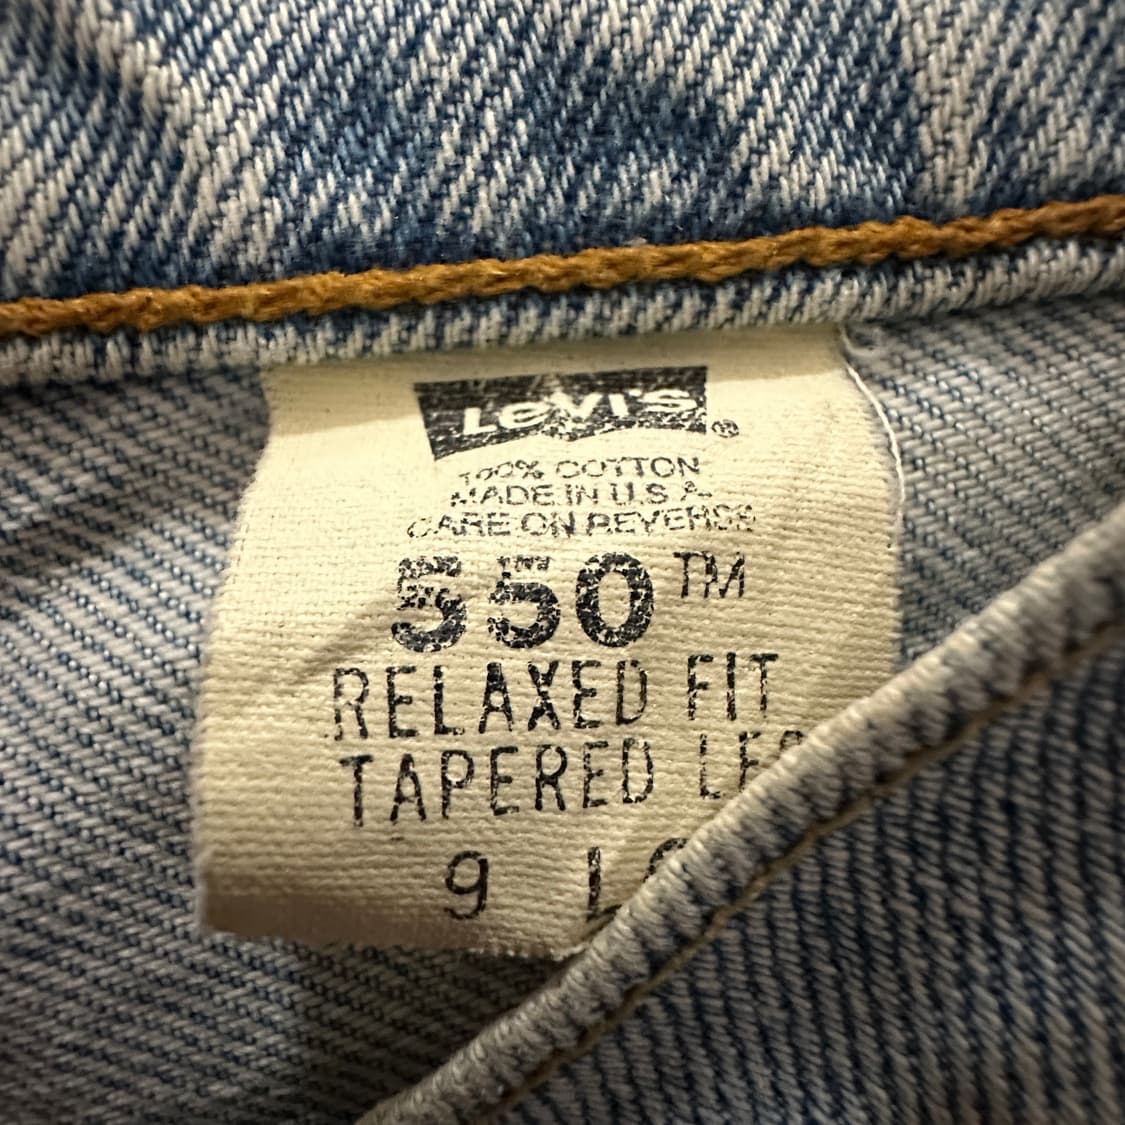 LEVI'S ®
100% COTTON
MADE IN U.S.A.
CARE ON REVERSE
550™
RELAXED FIT
TAPERED
9